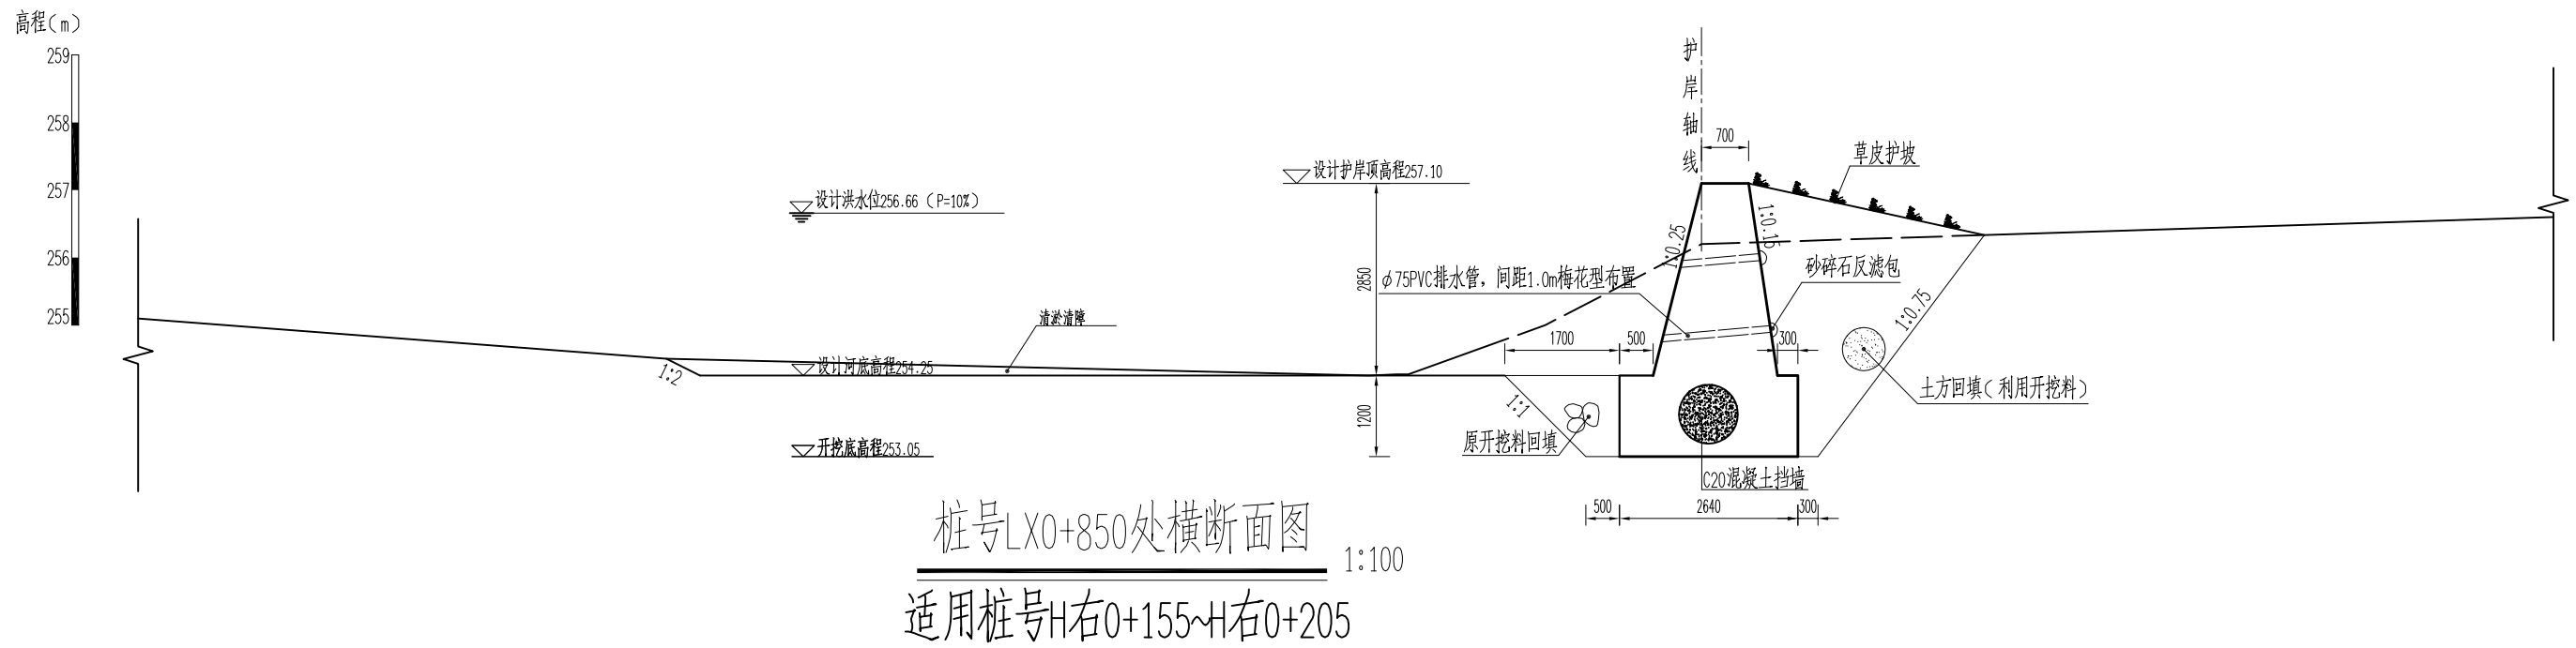 高程(m)
259
258
257
256
255
护岸轴线
700
草皮护坡
设计护岸顶高程257.10
设计洪水位256.66（P=10%）
1:0.25
1:0.15
2850
φ75PVC排水管，间距1.0m梅花型布置
砂碎石反滤包
1:0.75
清淤清障
1700
500
300
设计河底高程254.25
1:2
1:1
土方回填(利用开挖料)
1200
原开挖料回填
开挖底高程253.05
C20混凝土挡墙
500
2640
300
桩号LX0+850处横断面图
1:100
适用桩号H右0+155~H右0+205